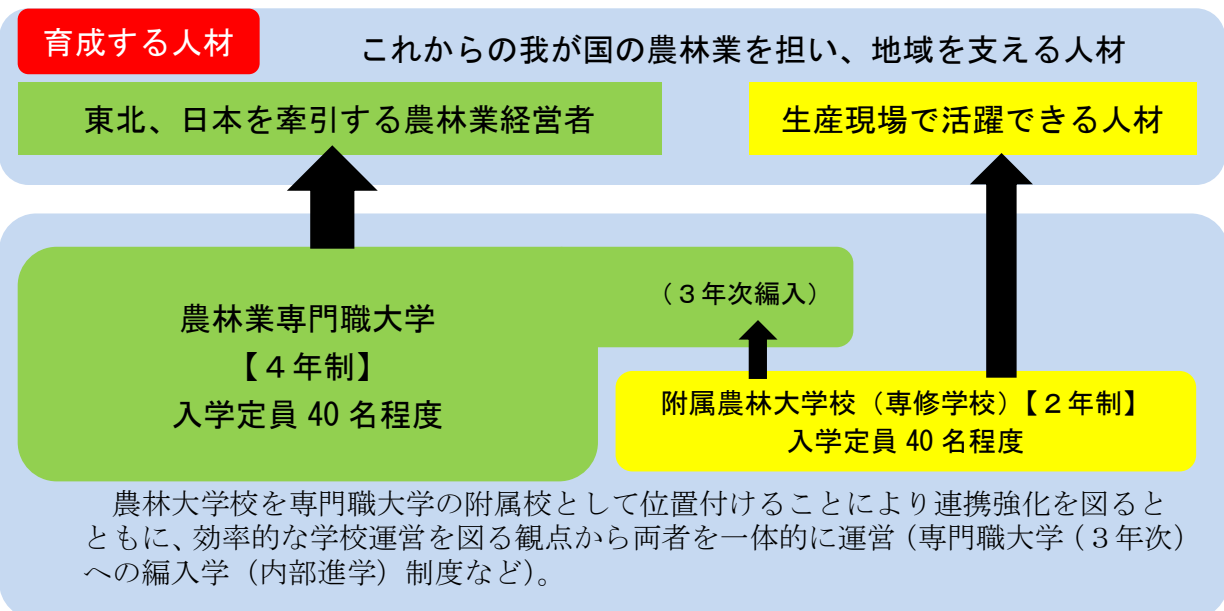 育成する人材
これからの我が国の農林業を担い、地域を支える人材
東北、日本を牽引する農林業経営者
生産現場で活躍できる人材
(３年次編入)
農林業専門職大学
【４年制】
入学定員 40 名程度
附属農林大学校（専修学校）【２年制】
入学定員 40 名程度
農林大学校を専門職大学の附属校として位置付けることにより連携強化を図ると
ともに、効率的な学校運営を図る観点から両者を一体的に運営（専門職大学（３年次）
への編入学（内部進学）制度など）。